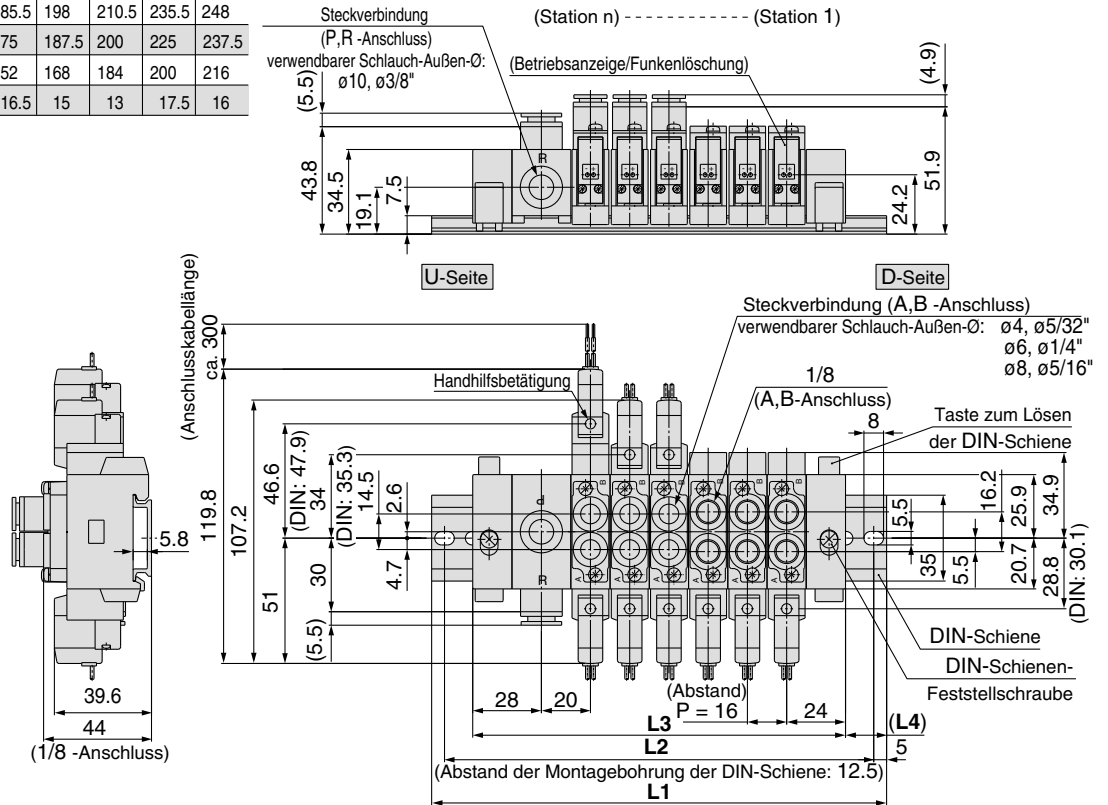 85.5 198 210.5 235.5 248
75 187.5 200 225 237.5
52 168 184 200 216
16.5 15 13 17.5 16
Steckverbindung
(P,R -Anschluss)
verwendbarer Schlauch-Außen-Ø:
ø10, ø3/8"
(Station n) (Station 1)
(Betriebsanzeige/Funkenlöschung)
(5.5)
43.8
34.5
19.1
7.5
R
(4.9)
51.9
24.2
U-Seite
D-Seite
Steckverbindung (A,B -Anschluss)
verwendbarer Schlauch-Außen-Ø: ø4, ø5/32"
ø6, ø1/4"
ø8, ø5/16"
(Anschlusskabellänge)
ca. 300
Handhilfsbetätigung
1/8
(A,B-Anschluss)
8
Taste zum Lösen
der DIN-Schiene
119.8
107.2
46.6
(DIN: 47.9)
34
(DIN: 35.3)
14.5
2.6
4.7
30
51
(5.5)
P
R
B B B B B B
A A A A A A
5.5
16.2
25.9
34.9
35
5.5
20.7
28.8
(DIN: 30.1)
5.8
39.6
44
(1/8 -Anschluss)
DIN-Schiene
DIN-Schienen-
Feststellschraube
28
20
(Abstand)
P = 16
24
L3
(L4)
L2
5
(Abstand der Montagebohrung der DIN-Schiene: 12.5)
L1